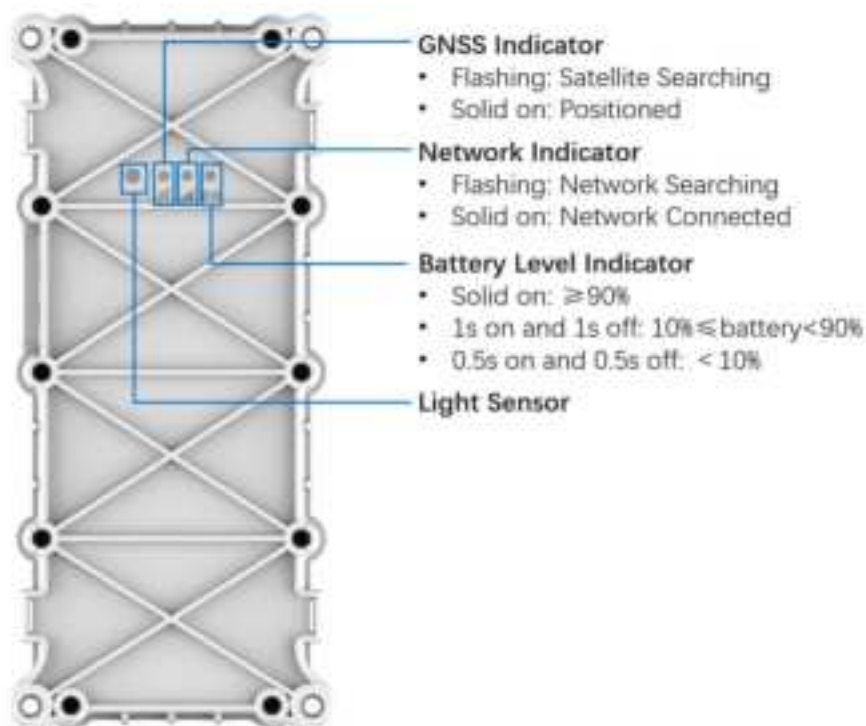 GNSS Indicator
• Flashing: Satellite Searching
• Solid on: Positioned
Network Indicator
• Flashing: Network Searching
• Solid on: Network Connected
Battery Level Indicator
• Solid on: ≥90%
• 1s on and 1s off: 10%≤battery<90%
• 0.5s on and 0.5s off: <10%
Light Sensor